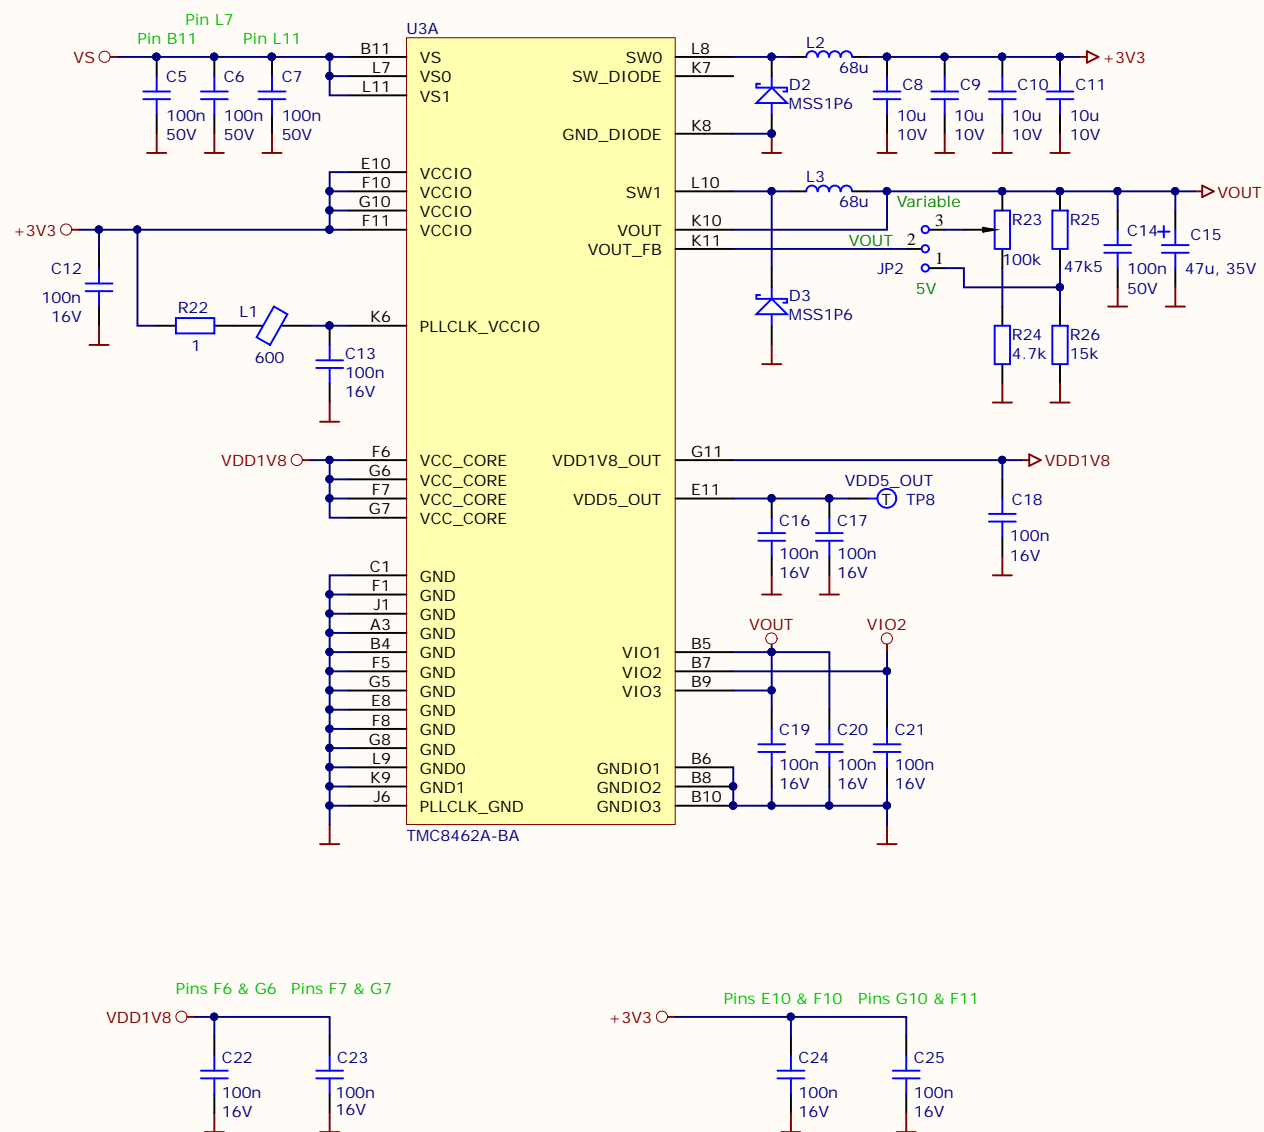 U3A
Pin L7
Pin B11
Pin L11
VS
C5
100n
50V
C6
100n
50V
C7
100n
50V
B11 VS
L7 VS0
L11 VS1
E10 VCCIO
F10 VCCIO
G10 VCCIO
F11 VCCIO
+3V3
C12
100n
16V
R22
1
L1
600
C13
100n
16V
K6 PLLCLK_VCCIO
VDD1V8
F6 VCC_CORE
G6 VCC_CORE
F7 VCC_CORE
G7 VCC_CORE
C1 GND
F1 GND
J1 GND
A3 GND
B4 GND
F5 GND
G5 GND
E8 GND
F8 GND
G8 GND
L9 GND0
K9 GND1
J6 PLLCLK_GND
TMC8462A-BA
SW0 L8
SW_DIODE K7
GND_DIODE K8
SW1 L10
VOUT K10
VOUT_FB K11
VDD1V8_OUT G11
VDD5_OUT E11
VIO1 B5
VIO2 B7
VIO3 B9
GNDIO1 B6
GNDIO2 B8
GNDIO3 B10
L2
68u
D2
MSS1P6
C8
10u
10V
C9
10u
10V
C10
10u
10V
C11
10u
10V
+3V3
L3
68u
D3
MSS1P6
Variable
VOUT
3
2
1
JP2
5V
R23
100k
R25
47k5
R24
4.7k
R26
15k
C14
100n
50V
+
C15
47u, 35V
VOUT
VDD1V8
C18
100n
16V
VDD5_OUT
T TP8
C16
100n
16V
C17
100n
16V
VOUT
VIO2
C19
100n
16V
C20
100n
16V
C21
100n
16V
Pins F6 & G6 Pins F7 & G7
VDD1V8
C22
100n
16V
C23
100n
16V
Pins E10 & F10 Pins G10 & F11
+3V3
C24
100n
16V
C25
100n
16V